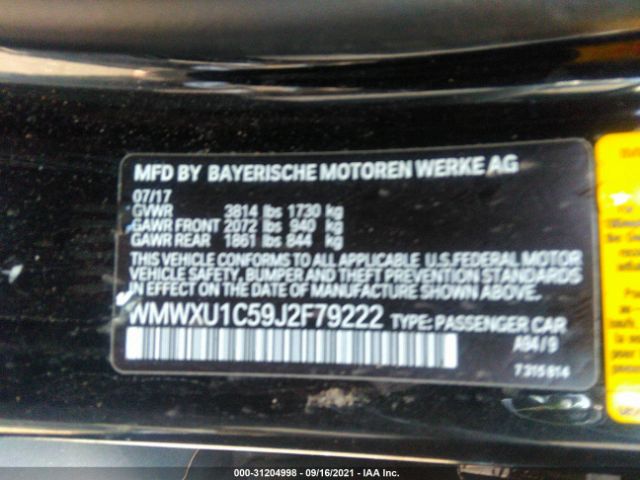 MFD BY BAYERISCHE MOTOREN WERKE AG
07/17
GVWR 3814 lbs 1730 kg
GAWR FRONT 2072 lbs 940 kg
GAWR REAR 1861 lbs 844 kg
THIS VEHICLE CONFORMS TO ALL APPLICABLE U.S.FEDERAL MOTOR
VEHICLE SAFETY, BUMPER AND THEFT PREVENTION STANDARDS
IN EFFECT ON THE DATE OF MANUFACTURE SHOWN ABOVE.
WMWXU1C59J2F79222 TYPE: PASSENGER CAR
A94/9
7315814
000-31204998 - 09/16/2021 - IAA Inc.